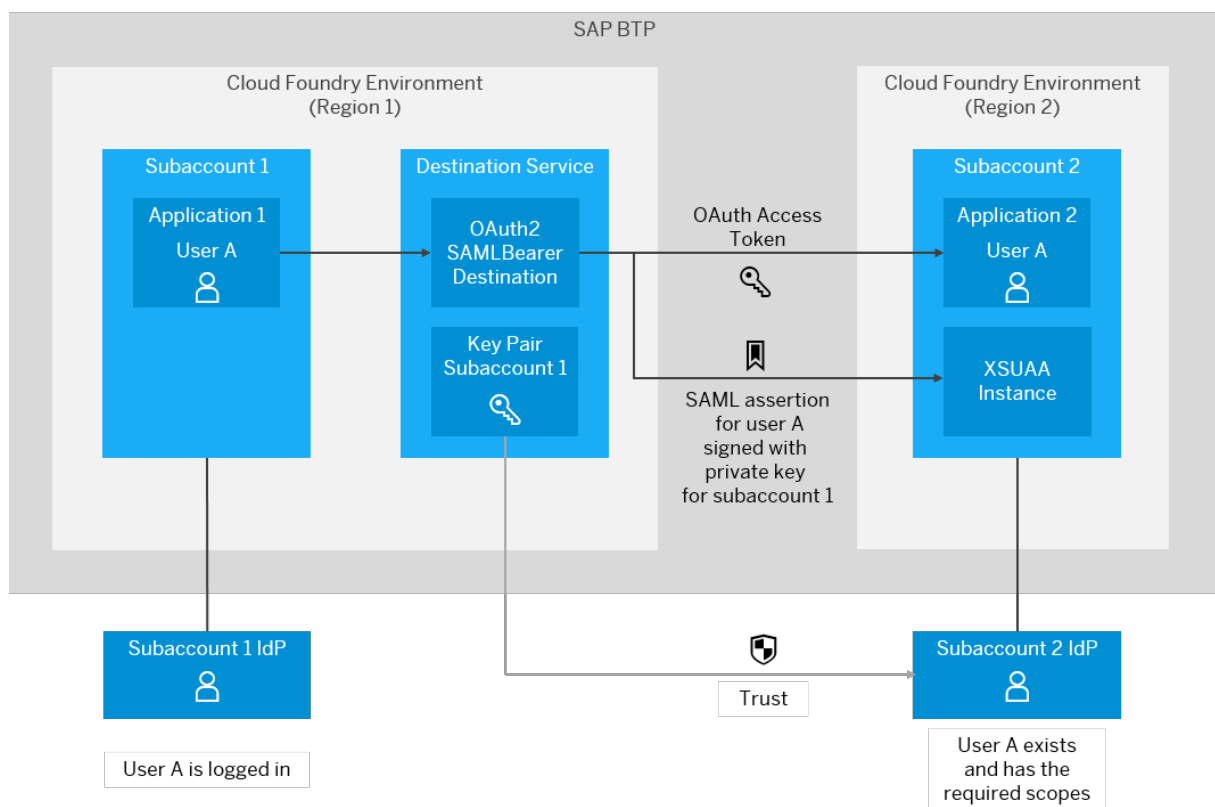 SAP BTP
Cloud Foundry Environment
(Region 1)
Subaccount 1
Application 1
User A
Destination Service
OAuth2
SAMLBearer
Destination
Key Pair
Subaccount 1
OAuth Access
Token
SAML assertion
for user A
signed with
private key
for subaccount 1
Cloud Foundry Environment
(Region 2)
Subaccount 2
Application 2
User A
XSUAA
Instance
Subaccount 1 IdP
User A is logged in
Trust
Subaccount 2 IdP
User A exists
and has the
required scopes